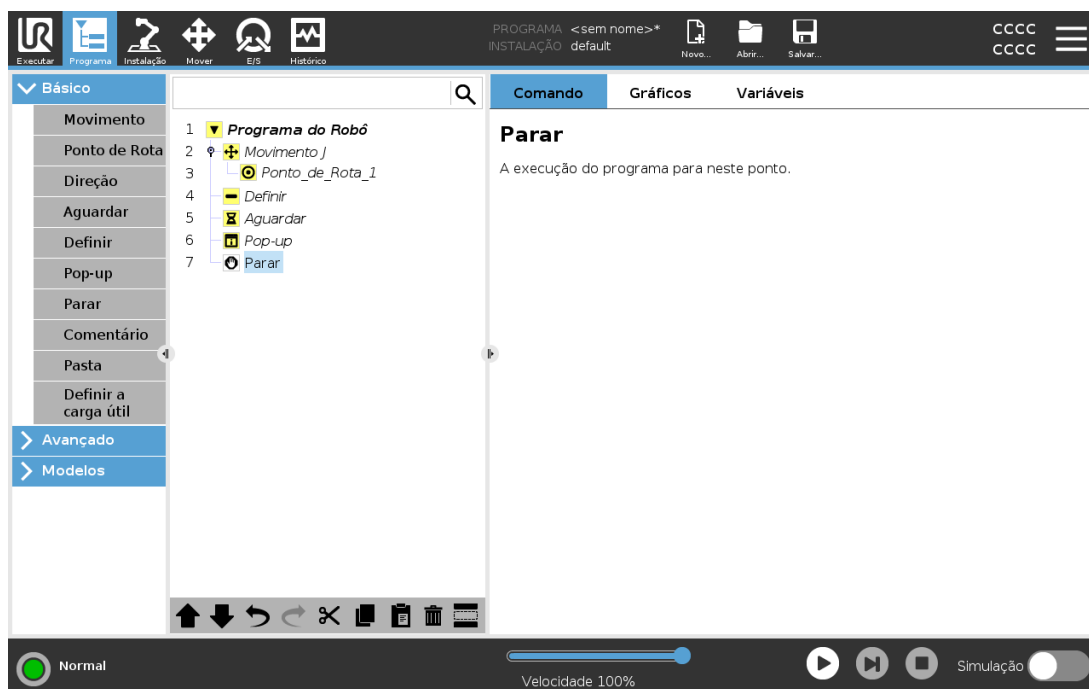 PROGRAMA <sem nome>*
INSTALAÇÃO default
CCCC
CCCC
Executar Programa Instalação Mover E/S Histórico Novo... Abrir... Salvar...
Básico
Movimento
Ponto de Rota
Direção
Aguardar
Definir
Pop-up
Parar
Comentário
Pasta
Definir a
carga útil
Avançado
Modelos
1 Programa do Robô
2 Movimento J
3 Ponto_de_Rota_1
4 Definir
5 Aguardar
6 Pop-up
7 Parar
Comando Gráficos Variáveis
Parar
A execução do programa para neste ponto.
Normal
Velocidade 100%
Simulação